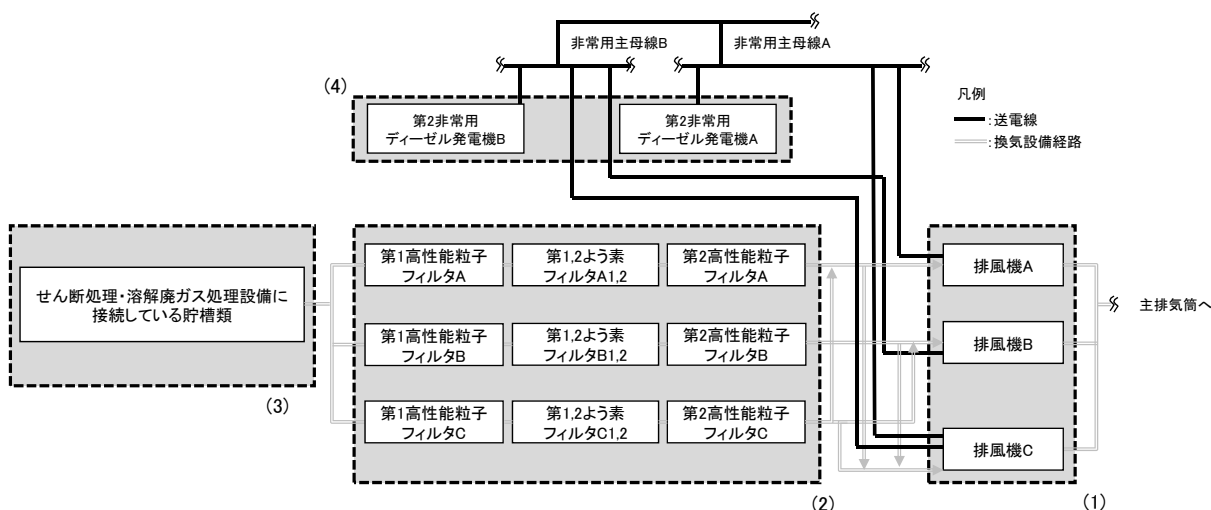 非常用主母線B
非常用主母線A
(4)
第2非常用
ディーゼル発電機B
第2非常用
ディーゼル発電機A
凡例
:送電線
:換気設備経路
せん断処理・溶解廃ガス処理設備に
接続している貯槽類
(3)
第1高性能粒子
フィルタA
第1,2よう素
フィルタA1,2
第2高性能粒子
フィルタA
第1高性能粒子
フィルタB
第1,2よう素
フィルタB1,2
第2高性能粒子
フィルタB
第1高性能粒子
フィルタC
第1,2よう素
フィルタC1,2
第2高性能粒子
フィルタC
(2)
排風機A
排風機B
排風機C
(1)
主排気筒へ